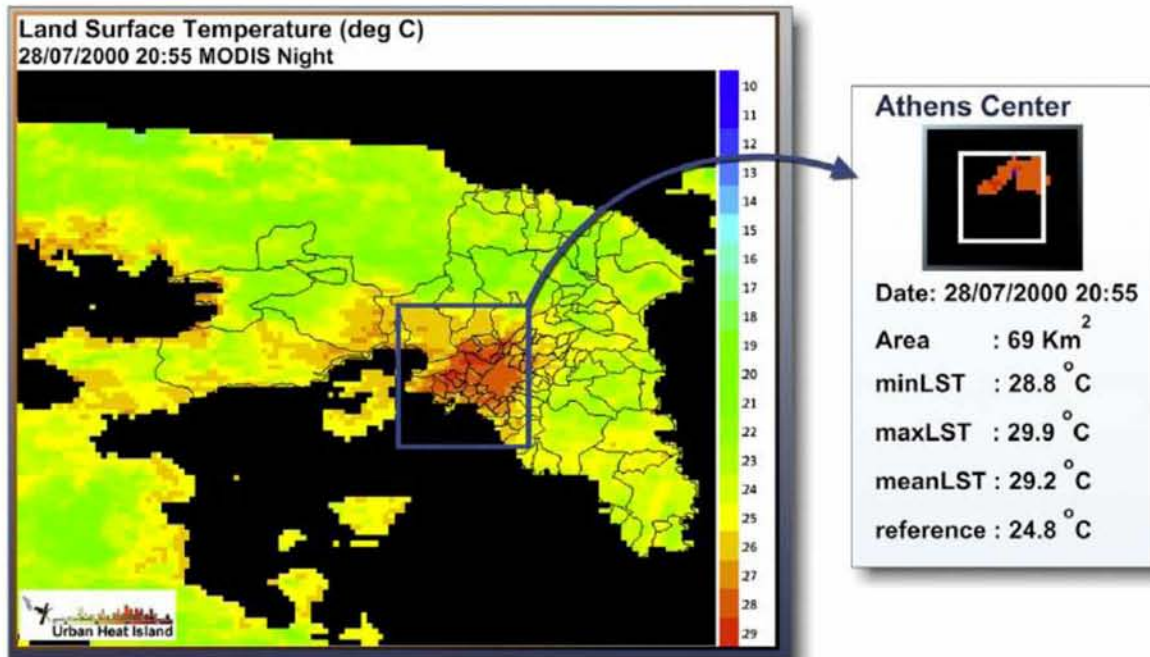 Land Surface Temperature (deg C)
28/07/2000 20:55 MODIS Night
10
11
12
13
14
15
16
17
18
19
20
21
22
23
24
25
26
27
28
29
Urban Heat Island
Athens Center
Date: 28/07/2000 20:55
Area : 69 Km²
minLST : 28.8 °C
maxLST : 29.9 °C
meanLST : 29.2 °C
reference : 24.8 °C